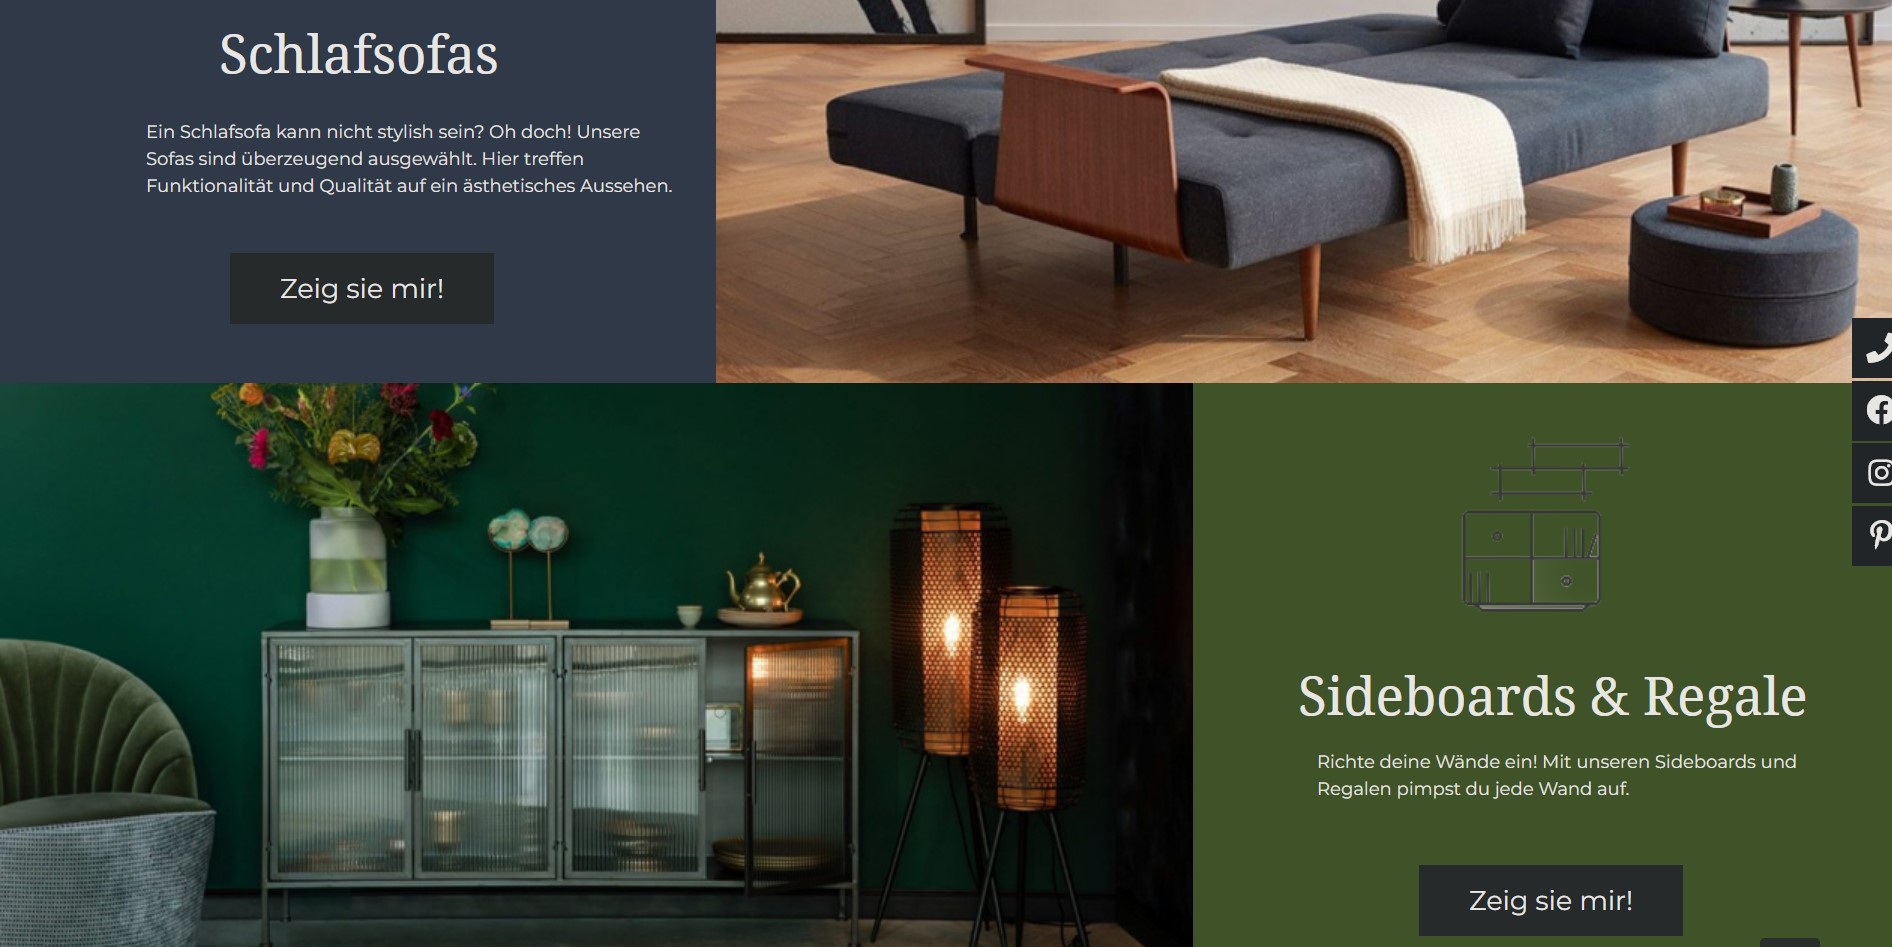 Schlafsofas
Ein Schlafsofa kann nicht stylish sein? Oh doch! Unsere
Sofas sind überzeugend ausgewählt. Hier treffen
Funktionalität und Qualität auf ein ästhetisches Aussehen.
Zeig sie mir!
Sideboards & Regale
Richte deine Wände ein! Mit unseren Sideboards und
Regalen pimpst du jede Wand auf.
Zeig sie mir!